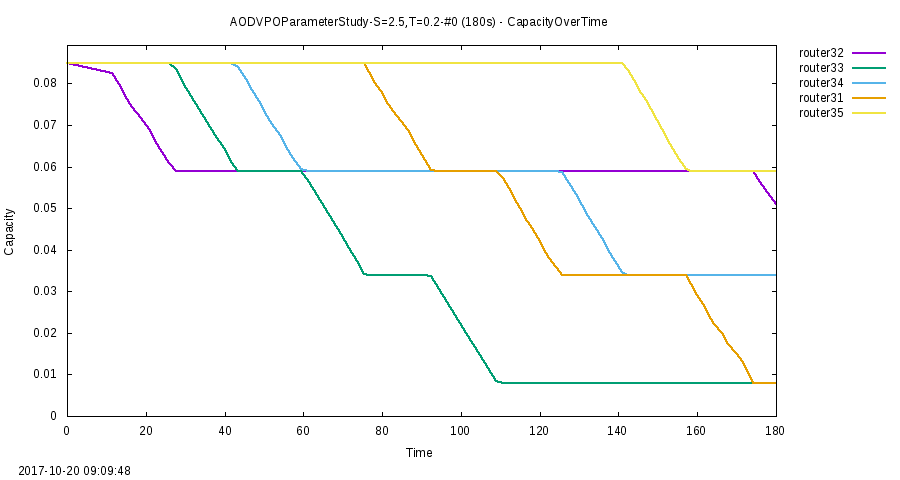 AODVPOParameterStudy-S=2.5,T=0.2-#0 (180s) - CapacityOverTime
router32
router33
router34
router31
router35
0.08
0.07
0.06
0.05
0.04
0.03
0.02
0.01
0
Capacity
0 20 40 60 80 100 120 140 160 180
Time
2017-10-20 09:09:48